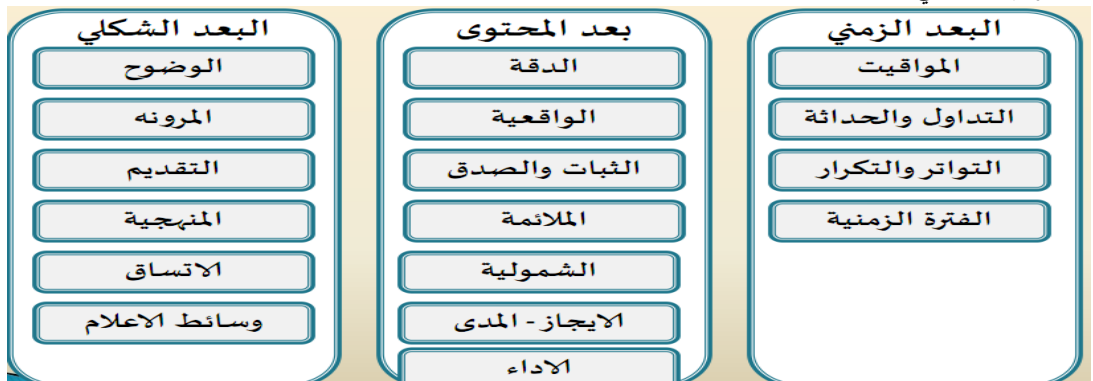 البعد الزمني
المواقيت
التداول والحداثة
التواتر والتكرار
الفترة الزمنية
بعد المحتوى
الدقة
الواقعية
الثبات والصدق
الملائمة
الشمولية
الايجاز - المدى
الاداء
البعد الشكلي
الوضوح
المرونه
التقديم
المنهجية
الاتساق
وسائط الاعلام